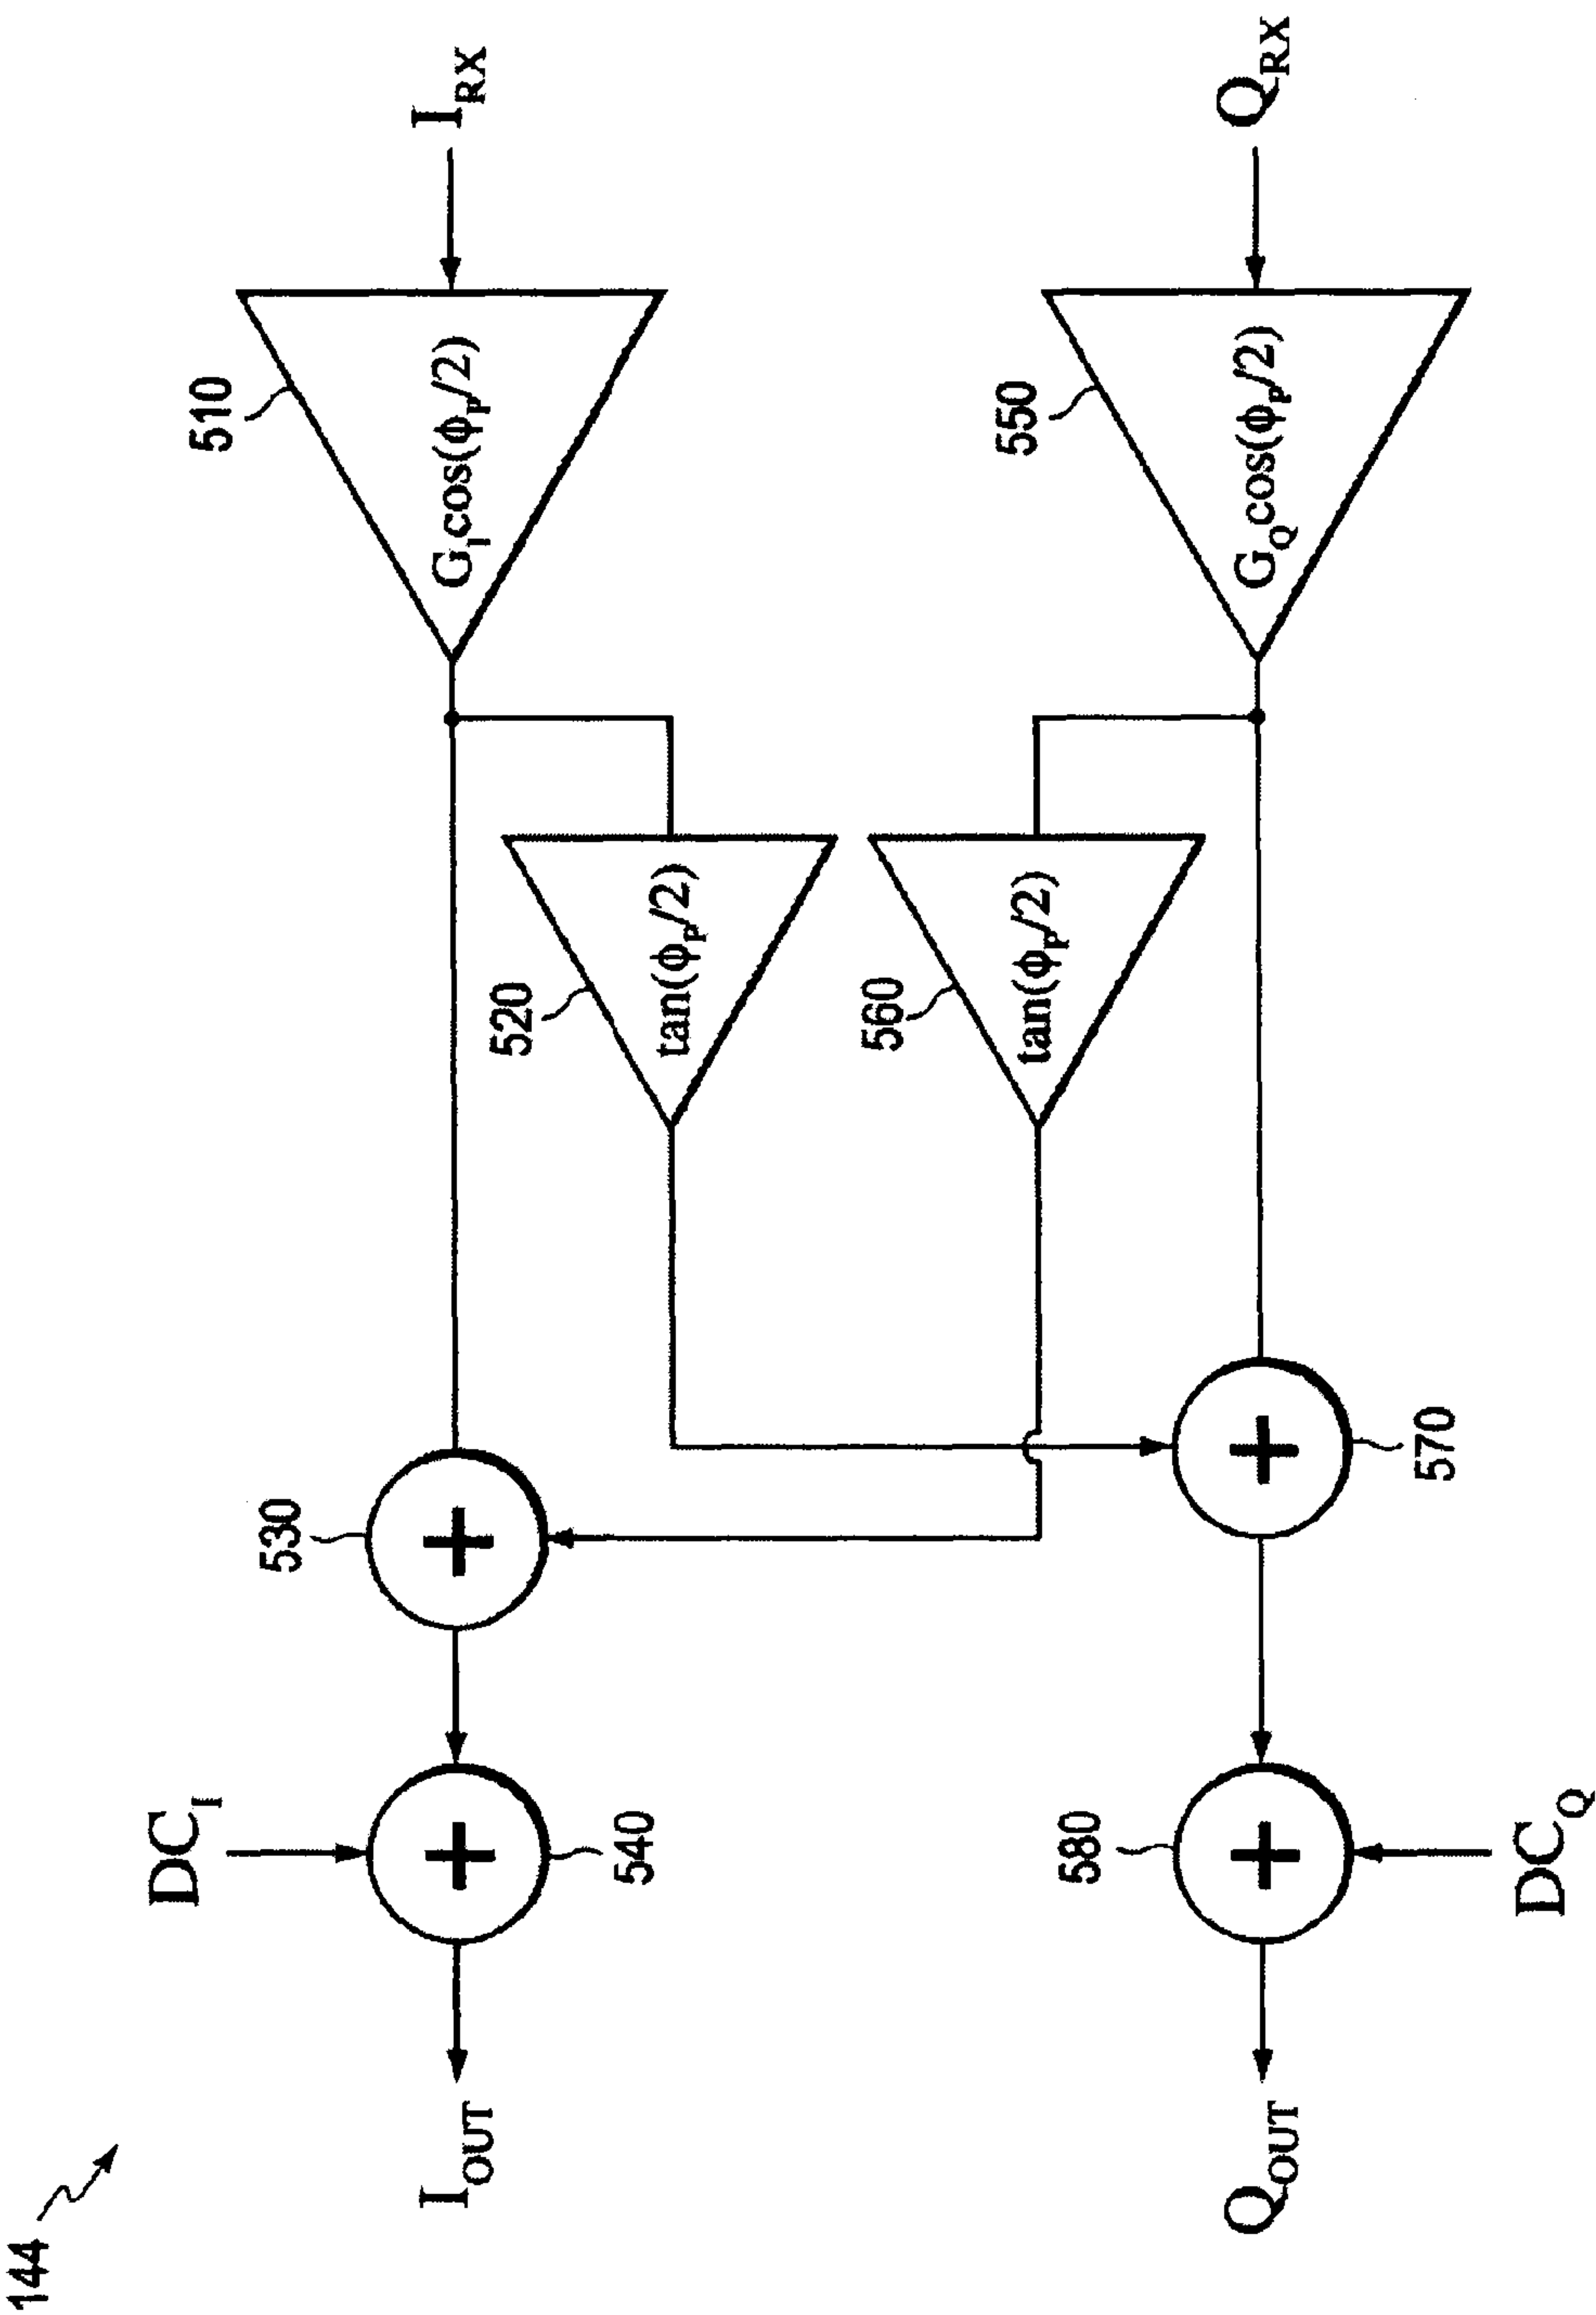 144
DC_I
I_OUT
540
530
510
G_I cos(ϕ_p/2)
I_RX
520
tan(ϕ_p/2)
560
tan(ϕ_p/2)
550
G_Q cos(ϕ_p/2)
Q_RX
580
570
Q_OUT
DC_Q